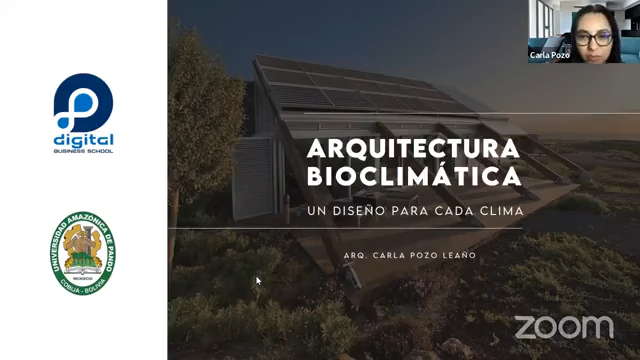 Carla Pozo
digital
BUSINESS SCHOOL
ARQUITECTURA
BIOCLIMÁTICA
UN DISEÑO PARA CADA CLIMA
ARQ. CARLA POZO LEAÑO
UNIVERSIDAD AMAZÓNICA DE PANDO
COBIJA - BOLIVIA
zoom